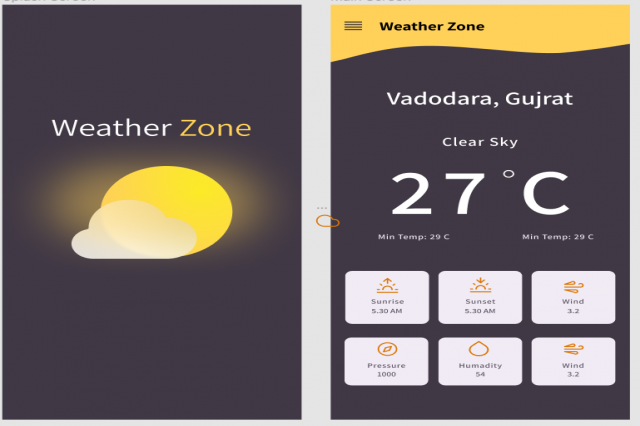 Splash Screen
Main Screen
Weather Zone
Weather Zone
Vadodara, Gujrat
Clear Sky
27°C
Min Temp: 29 C
Min Temp: 29 C
Sunrise
5.30 AM
Sunset
5.30 AM
Wind
3.2
Pressure
1000
Humadity
54
Wind
3.2